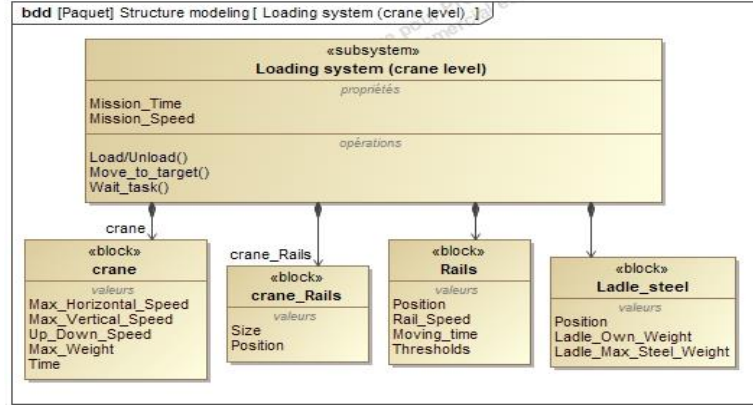 bdd [Paquet] Structure modeling [ Loading system (crane level) ]
«subsystem»
Loading system (crane level)
propriétés
Mission_Time
Mission_Speed
opérations
Load/Unload()
Move_to_target()
Wait_task()
crane
crane_Rails
«block»
crane
valeurs
Max_Horizontal_Speed
Max_Vertical_Speed
Up_Down_Speed
Max_Weight
Time
«block»
crane_Rails
valeurs
Size
Position
«block»
Rails
valeurs
Position
Rail_Speed
Moving_time
Thresholds
«block»
Ladle_steel
valeurs
Position
Ladle_Own_Weight
Ladle_Max_Steel_Weight